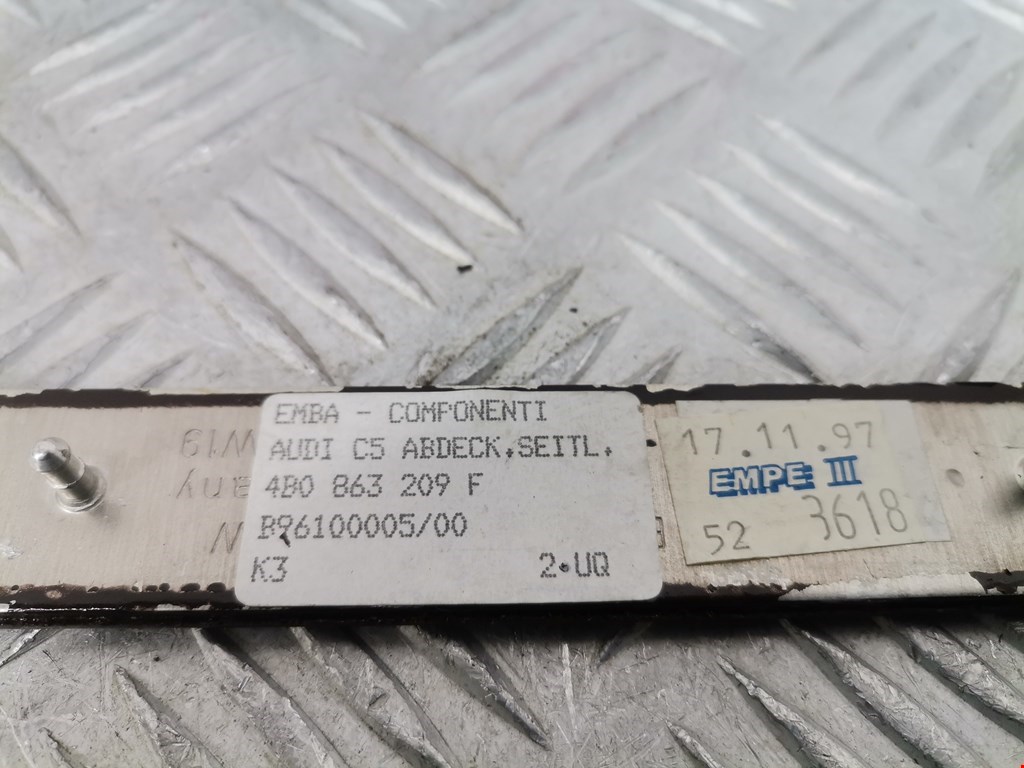 EMBA - COMPONENTI
AUDI C5 ABDECK.SEITL.
4B0 863 209 F
B96100005/00
K3 2.UQ
17.11.97
EMPE III
52 3618